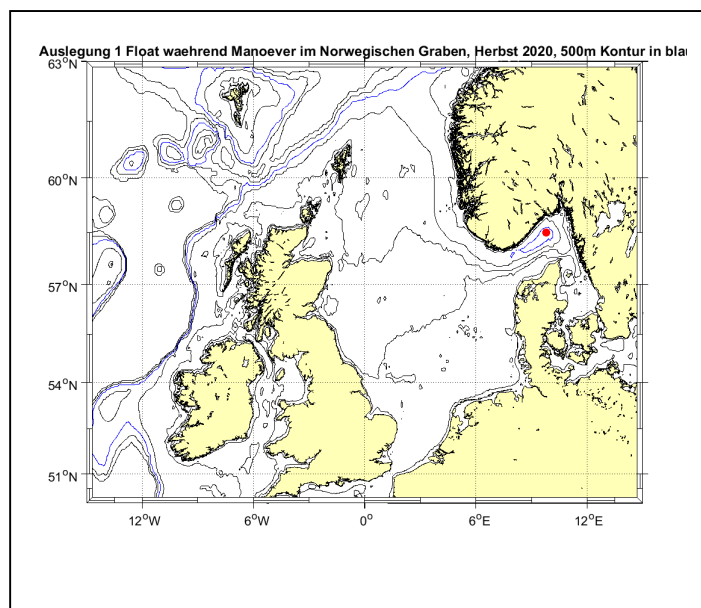 Auslegung 1 Float waehrend Manoever im Norwegischen Graben, Herbst 2020, 500m Kontur in blau
63°N
60°N
57°N
54°N
51°N
12°W
6°W
0°
6°E
12°E